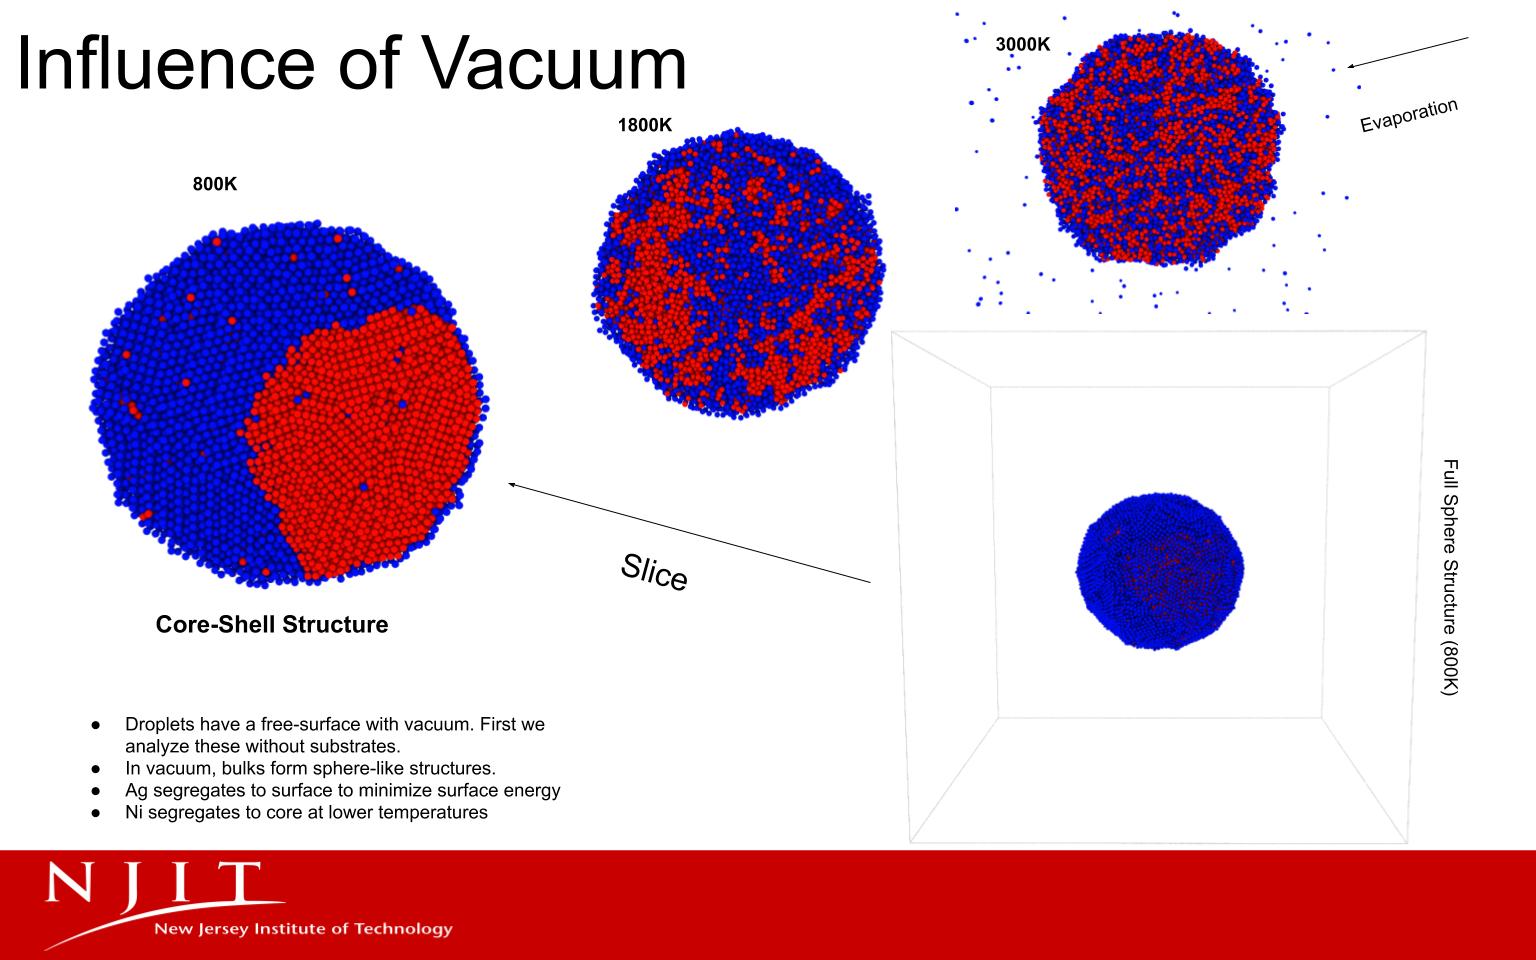 Influence of Vacuum
3000K
Evaporation
1800K
800K
Slice
Full Sphere Structure (800K)
Core-Shell Structure
● Droplets have a free-surface with vacuum. First we
analyze these without substrates.
● In vacuum, bulks form sphere-like structures.
● Ag segregates to surface to minimize surface energy
● Ni segregates to core at lower temperatures
NJIT
New Jersey Institute of Technology